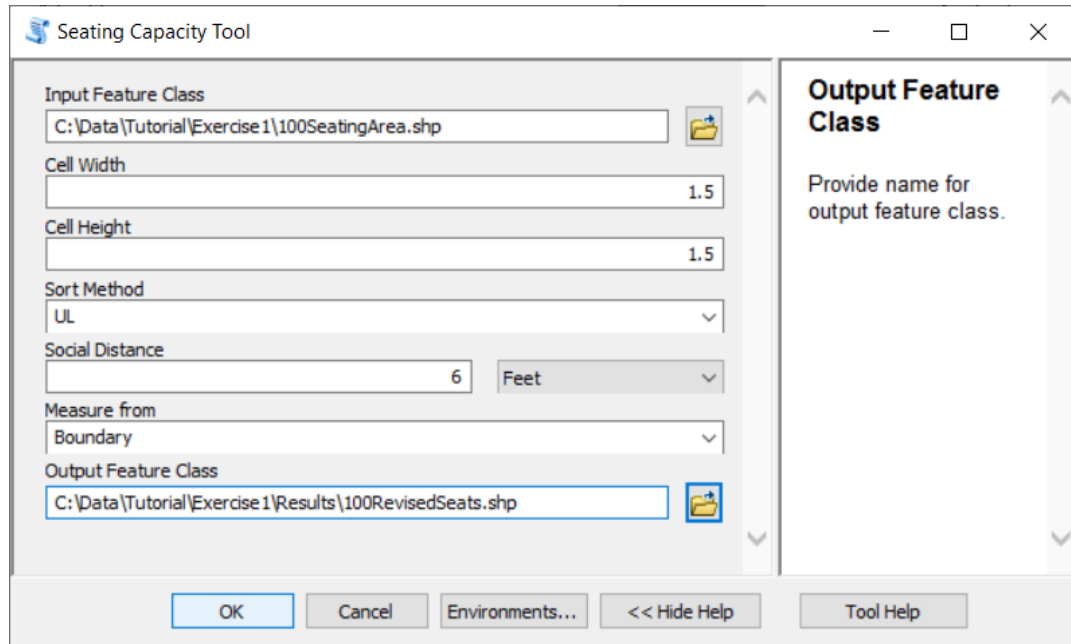 Seating Capacity Tool
Input Feature Class
C:\Data\Tutorial\Exercise1\100SeatingArea.shp
Cell Width
1.5
Cell Height
1.5
Sort Method
UL
Social Distance
6 Feet
Measure from
Boundary
Output Feature Class
C:\Data\Tutorial\Exercise1\Results\100RevisedSeats.shp
Output Feature
Class
Provide name for
output feature class.
OK Cancel Environments... << Hide Help Tool Help